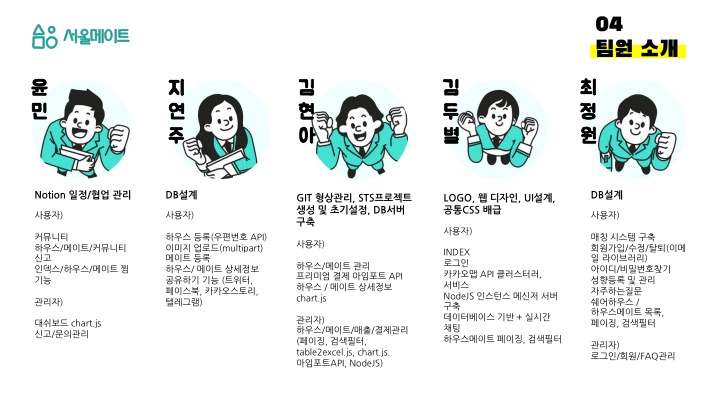 서울메이트
04
팀원 소개
윤
민
Notion 일정/협업 관리
사용자)
커뮤니티
하우스/메이트/커뮤니티
신고
인덱스/하우스/메이트 찜
기능
관리자)
대쉬보드 chart.js
신고/문의관리
지
연
주
DB설계
사용자)
하우스 등록(우편번호 API)
이미지 업로드(multipart)
메이트 등록
하우스/ 메이트 상세정보
공유하기 기능 (트위터,
페이스북, 카카오스토리,
텔레그램)
김
현
아
GIT 형상관리, STS프로젝트
생성 및 초기설정, DB서버
구축
사용자)
하우스/메이트 관리
프리미엄 결제 아임포트 API
하우스 / 메이트 상세정보
chart.js
관리자)
하우스/메이트/매출/결제관리
(페이징, 검색필터,
table2excel.js, chart.js.
아임포트API, NodeJS)
김
두
별
LOGO, 웹 디자인, UI설계,
공통CSS 배급
사용자)
INDEX
로그인
카카오맵 API 클러스터러,
서비스
NodeJS 인스턴스 메신저 서버
구축
데이터베이스 기반 + 실시간
채팅
하우스메이트 페이징, 검색필터
최
정
원
DB설계
사용자)
매칭 시스템 구축
회원가입/수정/탈퇴(이메
일 라이브러리)
아이디/비밀번호찾기
성향등록 및 관리
자주하는질문
쉐어하우스 /
하우스메이트 목록,
페이징, 검색필터
관리자)
로그인/회원/FAQ관리